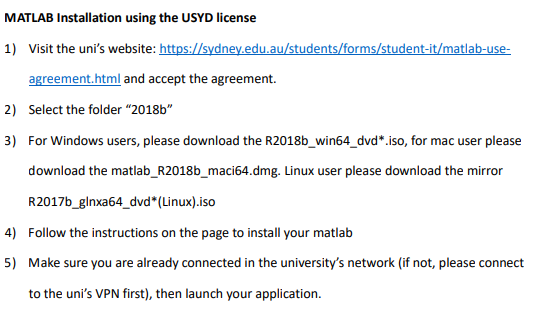 MATLAB Installation using the USYD license
1) Visit the uni's website: https://sydney.edu.au/students/forms/student-it/matlab-use-
agreement.html and accept the agreement.
2) Select the folder "2018b"
3) For Windows users, please download the R2018b_win64_dvd*.iso, for mac user please
download the matlab_R2018b_maci64.dmg. Linux user please download the mirror
R2017b_glnxa64_dvd*(Linux).iso
4) Follow the instructions on the page to install your matlab
5) Make sure you are already connected in the university's network (if not, please connect
to the uni's VPN first), then launch your application.